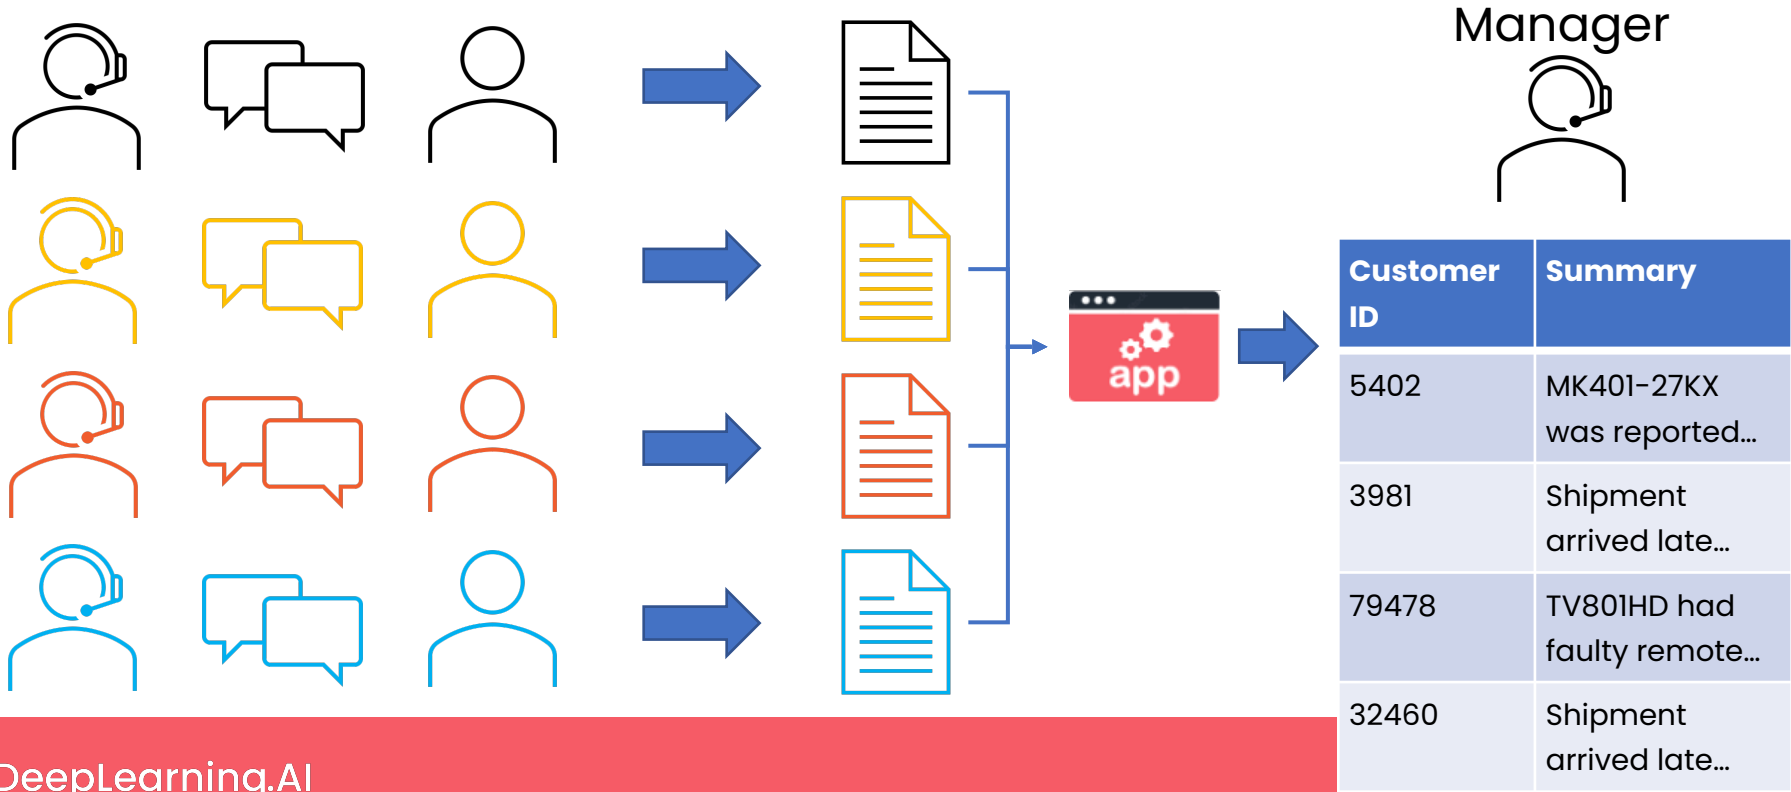 Manager
app
Customer ID
Summary
5402
MK401-27KX
was reported...
3981
Shipment
arrived late...
79478
TV801HD had
faulty remote...
32460
Shipment
arrived late...
DeepLearning.AI